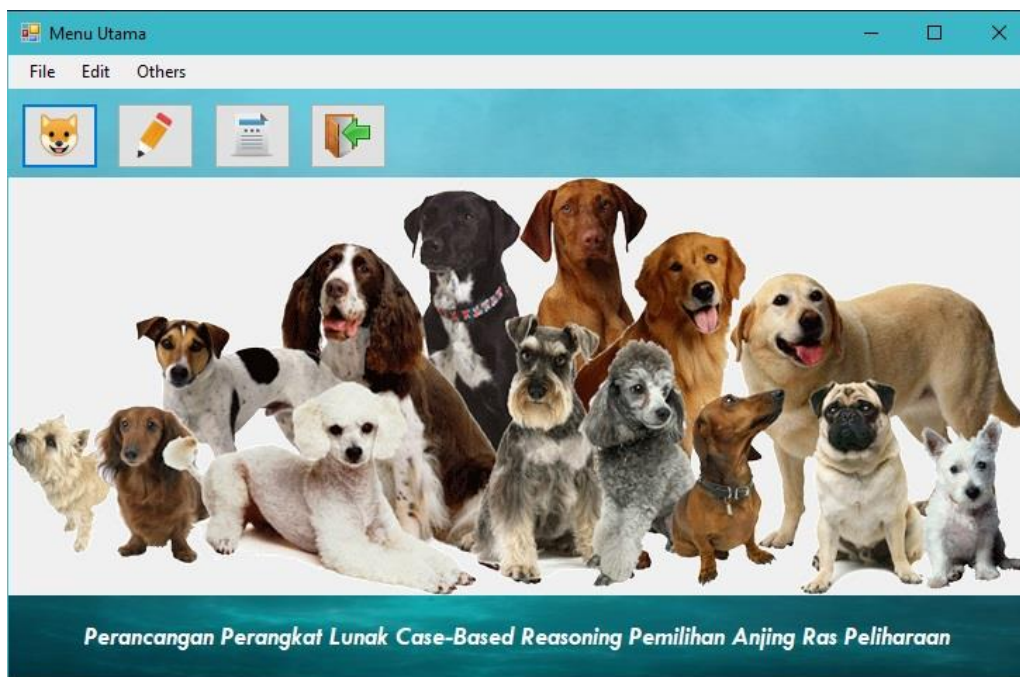 Menu Utama
File Edit Others
Perancangan Perangkat Lunak Case-Based Reasoning Pemilihan Anjing Ras Peliharaan